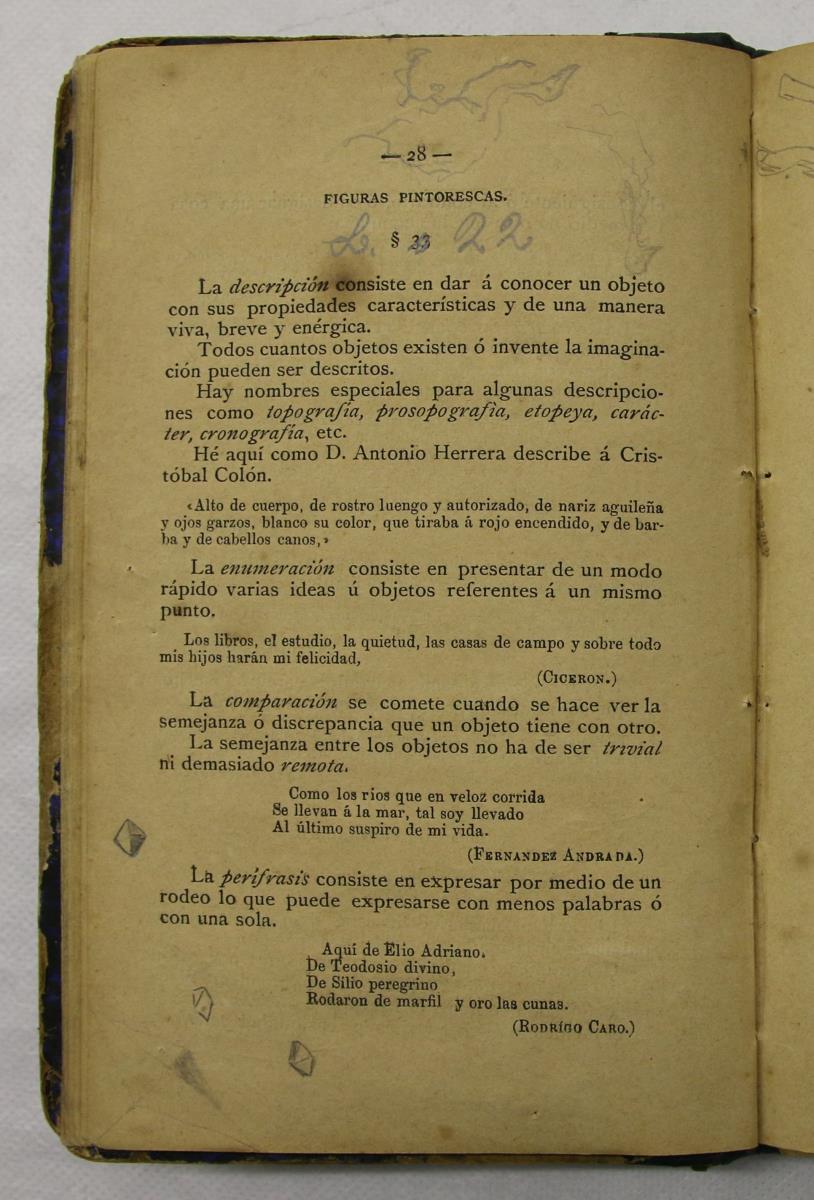 — 28 —
FIGURAS PINTORESCAS.
§ 33
L. 22
La descripción consiste en dar á conocer un objeto
con sus propiedades características y de una manera
viva, breve y enérgica.
Todos cuantos objetos existen ó invente la imagina-
ción pueden ser descritos.
Hay nombres especiales para algunas descripcio-
nes como topografía, prosopografía, etopeya, carác-
ter, cronografía, etc.
Hé aquí como D. Antonio Herrera describe á Cris-
tóbal Colón.
«Alto de cuerpo, de rostro luengo y autorizado, de nariz aguileña
y ojos garzos, blanco su color, que tiraba á rojo encendido, y de bar-
ba y de cabellos canos,»
La enumeración consiste en presentar de un modo
rápido varias ideas ú objetos referentes á un mismo
punto.
Los libros, el estudio, la quietud, las casas de campo y sobre todo
mis hijos harán mi felicidad,
(CICERON.)
La comparación se comete cuando se hace ver la
semejanza ó discrepancia que un objeto tiene con otro.
La semejanza entre los objetos no ha de ser trivial
ni demasiado remota.
Como los ríos que en veloz corrida
Se llevan á la mar, tal soy llevado
Al último suspiro de mi vida.
(FERNANDEZ ANDRADA.)
La perífrasis consiste en expresar por medio de un
rodeo lo que puede expresarse con menos palabras ó
con una sola.
Aquí de Elio Adriano.
De Teodosio divino,
De Silio peregrino
Rodaron de marfil y oro las cunas.
(RODRÍGO CARO.)